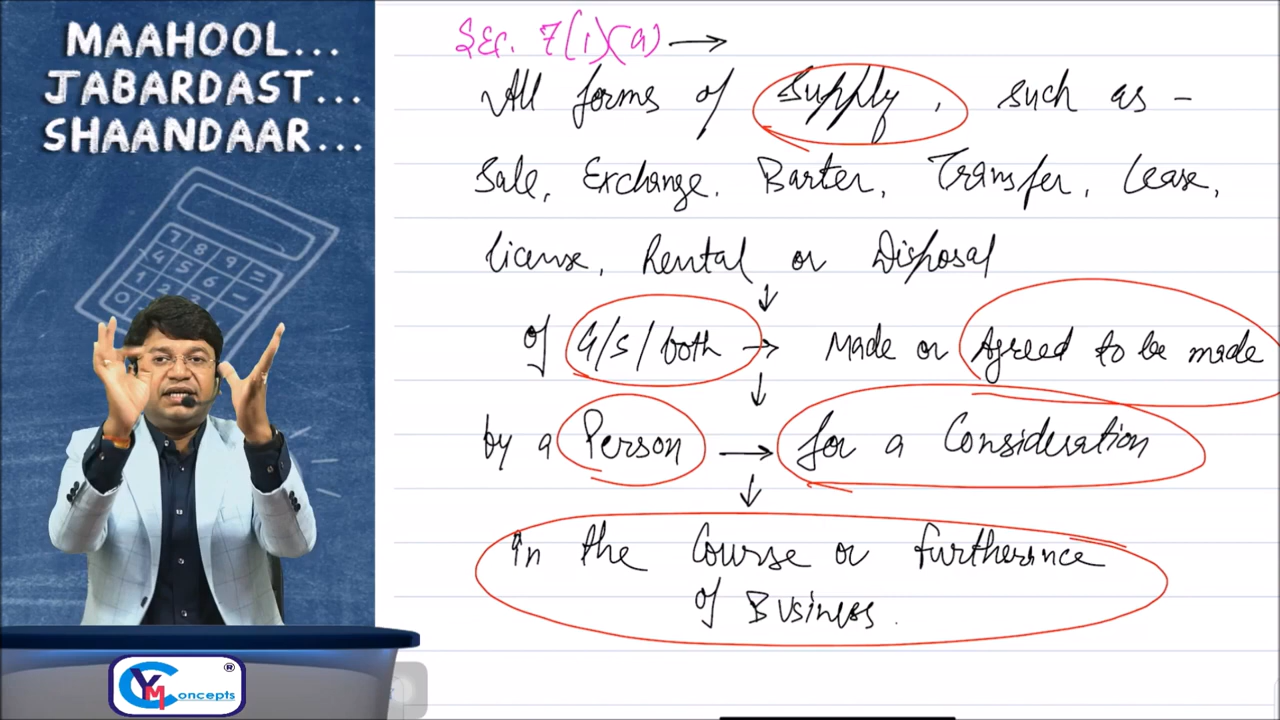 MAAHOOL...
JABARDAST...
SHAANDAAR...
Sec. 7(1)(a) →
All forms of Supply, such as -
Sale, Exchange, Barter, Transfer, Lease,
license, Rental or Disposal
of G/S/both → Made or Agreed to be made
by a Person → for a Consideration
in the Course or furtherince
of Business.
YM Concepts ®